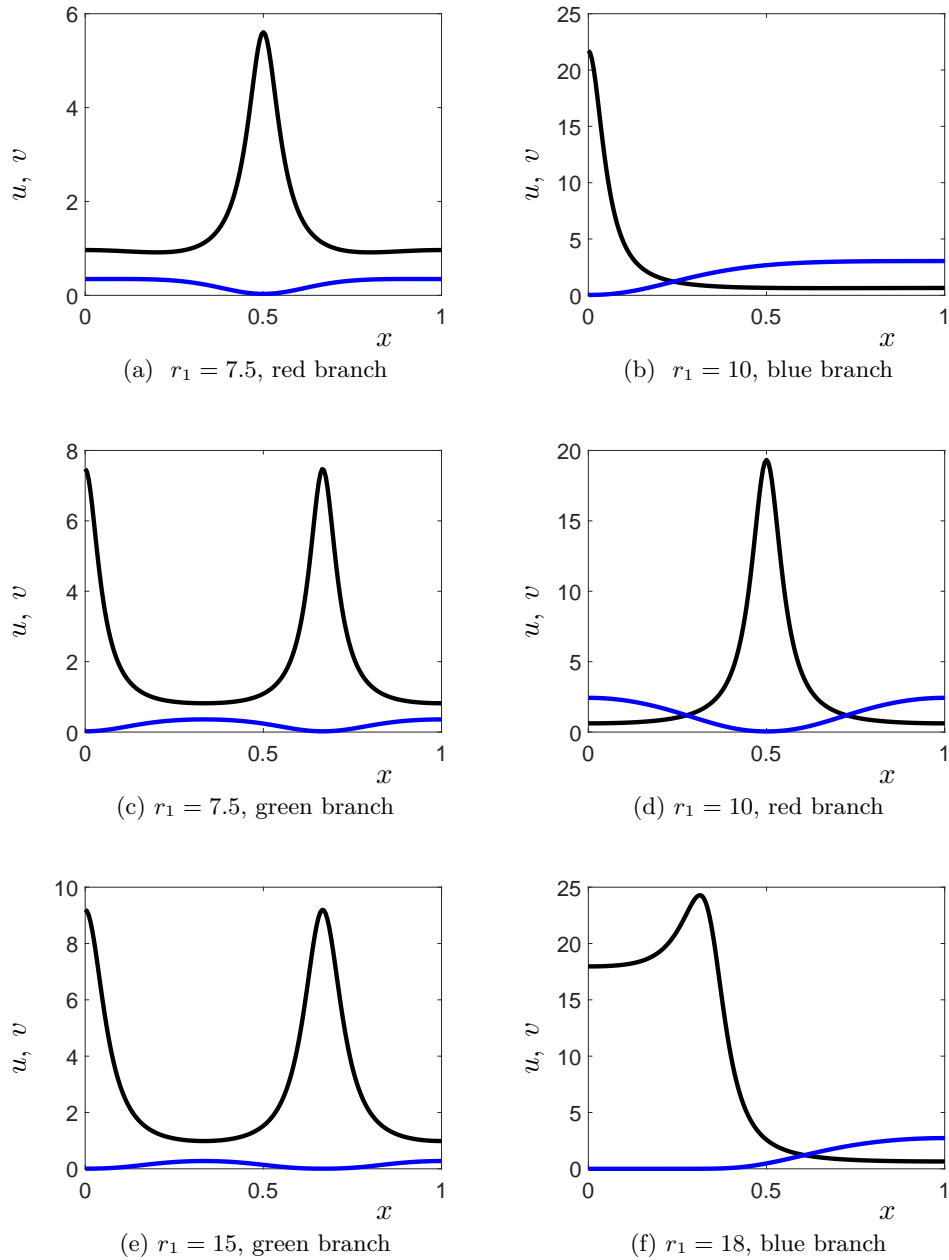 6
4
2
0
0
0.5
1
u, v
x
(a) r₁ = 7.5, red branch
25
20
15
10
5
0
0
0.5
1
u, v
x
(b) r₁ = 10, blue branch
8
6
4
2
0
0
0.5
1
u, v
x
(c) r₁ = 7.5, green branch
20
15
10
5
0
0
0.5
1
u, v
x
(d) r₁ = 10, red branch
10
8
6
4
2
0
0
0.5
1
u, v
x
(e) r₁ = 15, green branch
25
20
15
10
5
0
0
0.5
1
u, v
x
(f) r₁ = 18, blue branch